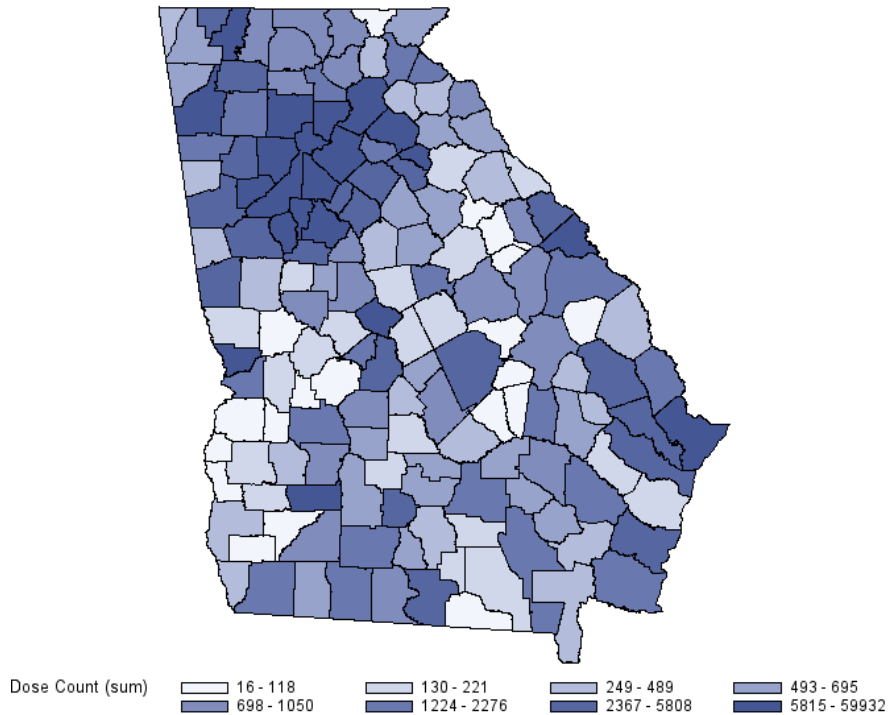 Dose Count (sum) 16 - 118 130 - 221 249 - 489 493 - 695
698 - 1050 1224 - 2276 2367 - 5808 5815 - 59932